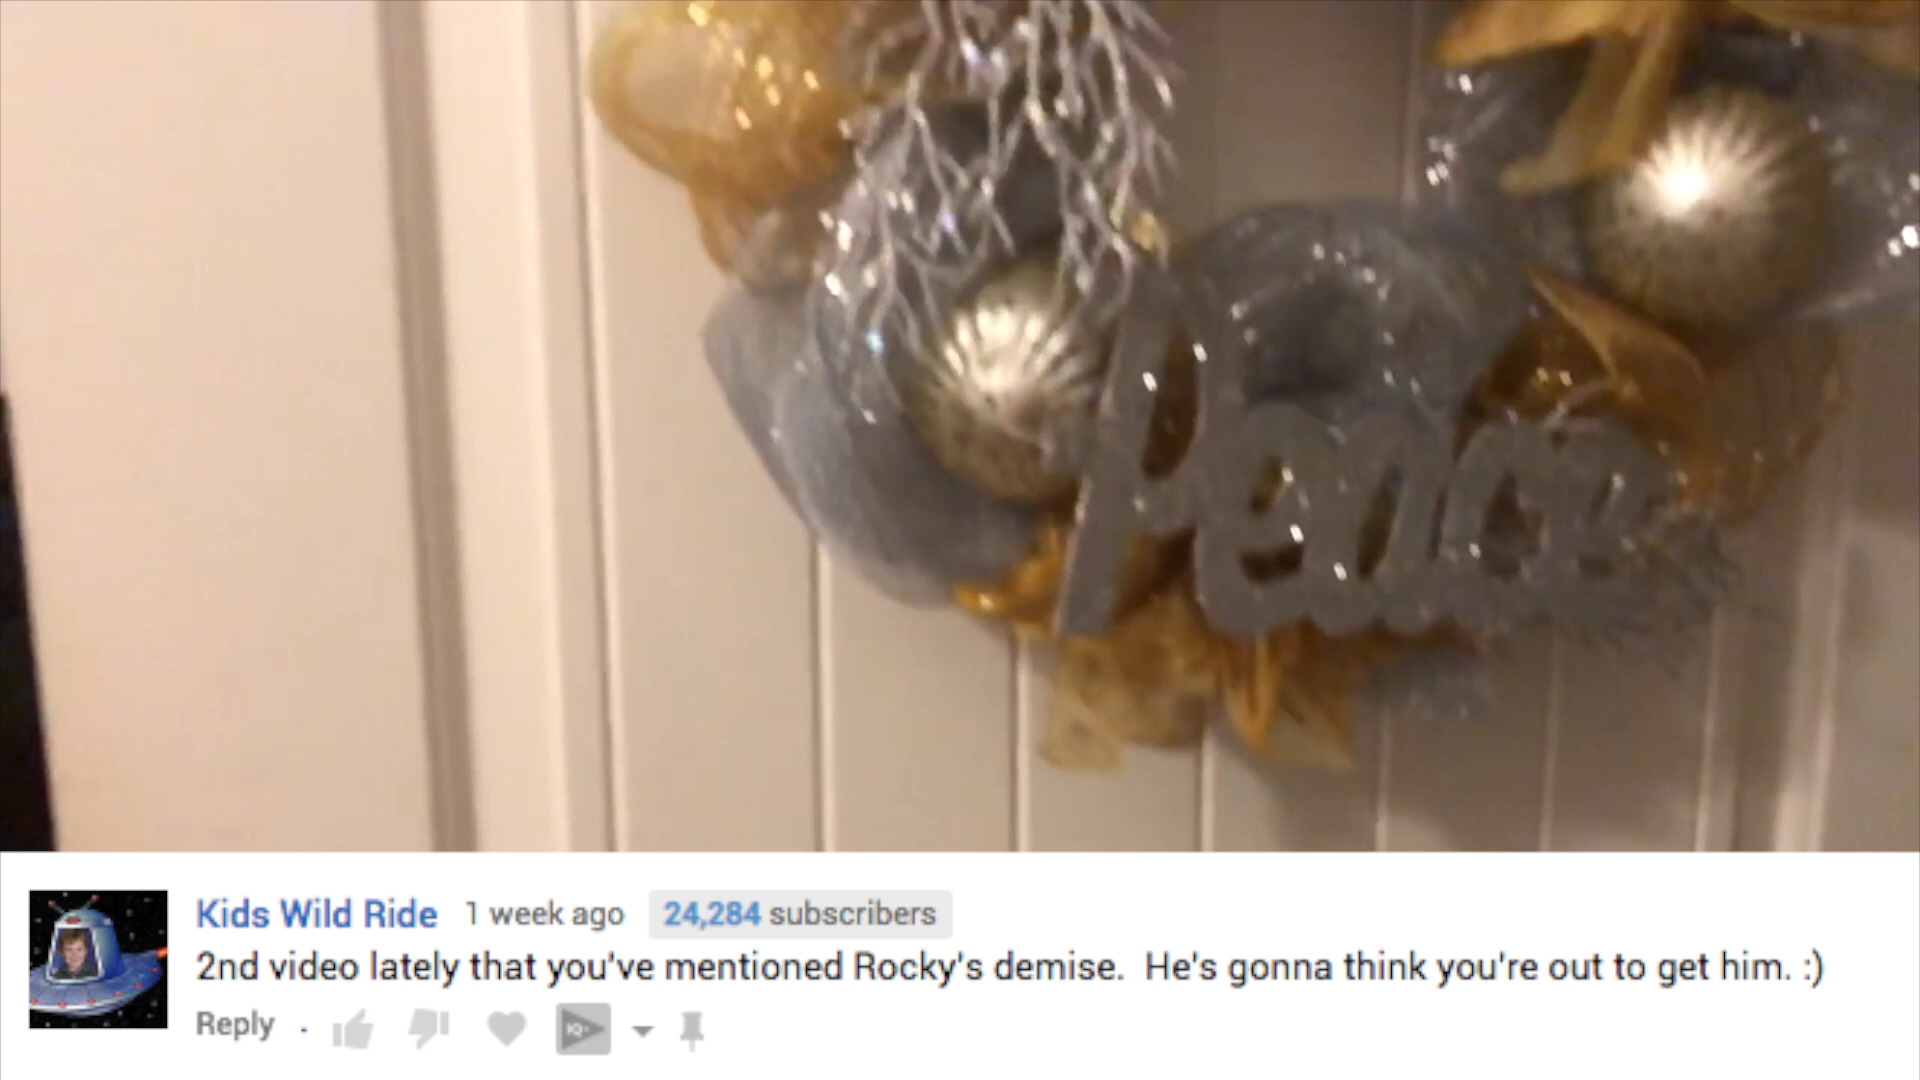 Peace
Kids Wild Ride 1 week ago 24,284 subscribers
2nd video lately that you've mentioned Rocky's demise.  He's gonna think you're out to get him. :)
Reply .